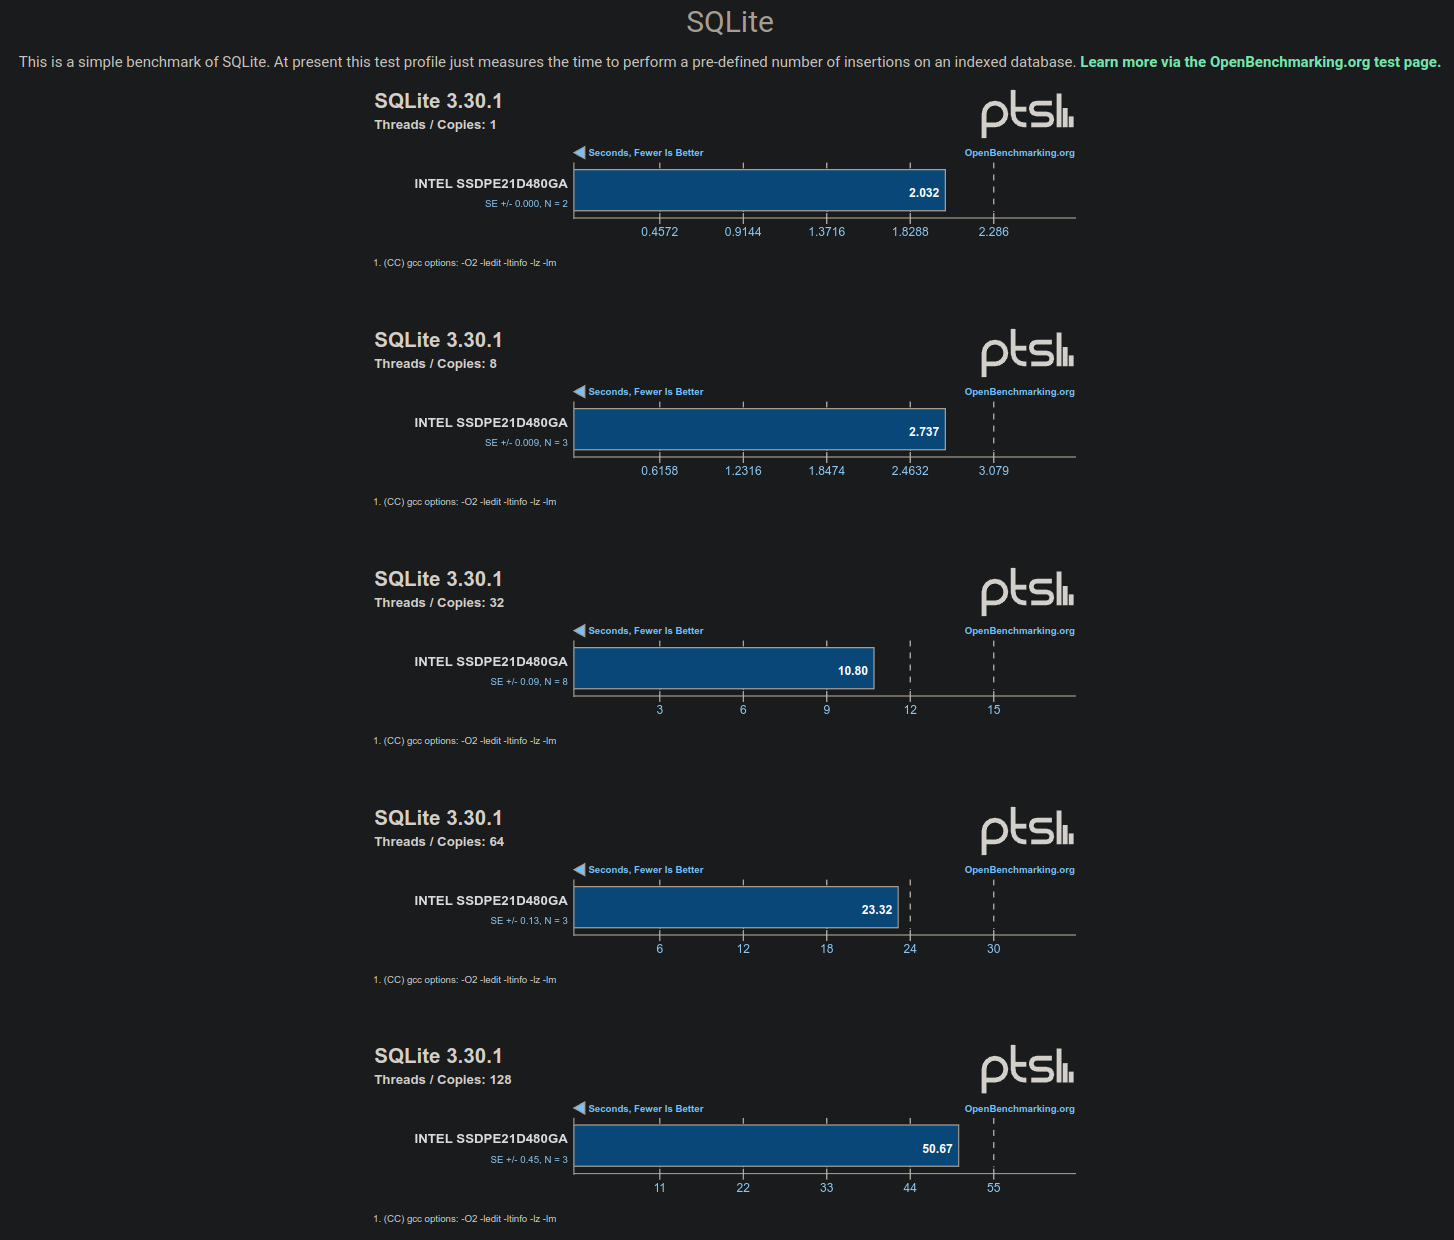 SQLite
This is a simple benchmark of SQLite. At present this test profile just measures the time to perform a pre-defined number of insertions on an indexed database. Learn more via the OpenBenchmarking.org test page.
SQLite 3.30.1
Threads / Copies: 1
ptsl
Seconds, Fewer Is Better
OpenBenchmarking.org
INTEL SSDPE21D480GA
2.032
SE +/- 0.000, N = 2
0.4572 0.9144 1.3716 1.8288 2.286
1. (CC) gcc options: -O2 -ledit -ltinfo -lz -lm
SQLite 3.30.1
Threads / Copies: 8
ptsl
Seconds, Fewer Is Better
OpenBenchmarking.org
INTEL SSDPE21D480GA
2.737
SE +/- 0.009, N = 3
0.6158 1.2316 1.8474 2.4632 3.079
1. (CC) gcc options: -O2 -ledit -ltinfo -lz -lm
SQLite 3.30.1
Threads / Copies: 32
ptsl
Seconds, Fewer Is Better
OpenBenchmarking.org
INTEL SSDPE21D480GA
10.80
SE +/- 0.09, N = 8
3 6 9 12 15
1. (CC) gcc options: -O2 -ledit -ltinfo -lz -lm
SQLite 3.30.1
Threads / Copies: 64
ptsl
Seconds, Fewer Is Better
OpenBenchmarking.org
INTEL SSDPE21D480GA
23.32
SE +/- 0.13, N = 3
6 12 18 24 30
1. (CC) gcc options: -O2 -ledit -ltinfo -lz -lm
SQLite 3.30.1
Threads / Copies: 128
ptsl
Seconds, Fewer Is Better
OpenBenchmarking.org
INTEL SSDPE21D480GA
50.67
SE +/- 0.45, N = 3
11 22 33 44 55
1. (CC) gcc options: -O2 -ledit -ltinfo -lz -lm